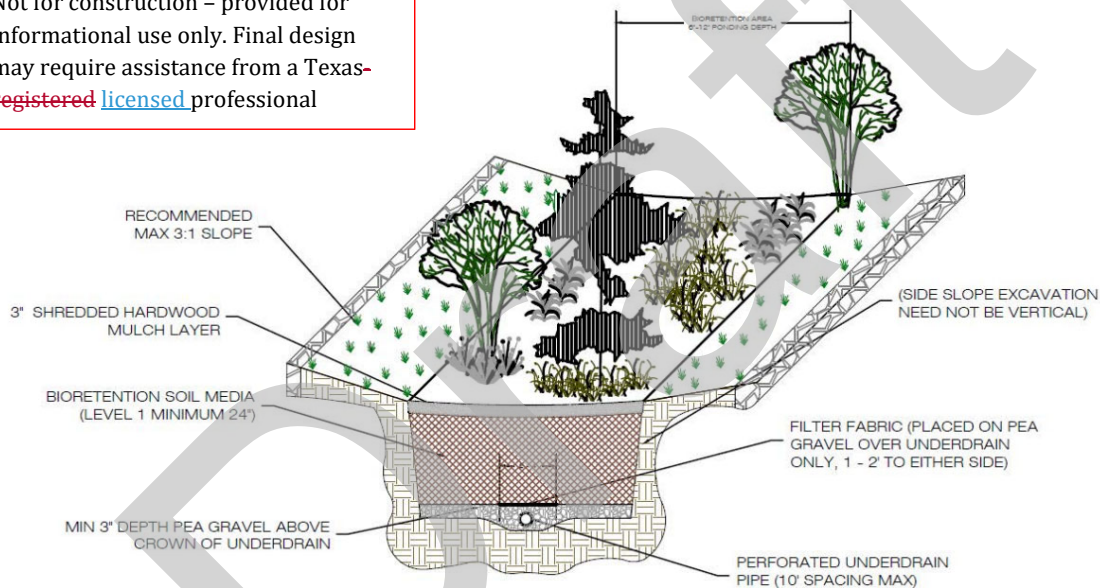 Not for construction – provided for
informational use only. Final design
may require assistance from a Texas-
registered licensed professional
BIORETENTION AREA
6"-12" PONDING DEPTH
RECOMMENDED
MAX 3:1 SLOPE
3" SHREDDED HARDWOOD
MULCH LAYER
(SIDE SLOPE EXCAVATION
NEED NOT BE VERTICAL)
BIORETENTION SOIL MEDIA
(LEVEL 1 MINIMUM 24")
FILTER FABRIC (PLACED ON PEA
GRAVEL OVER UNDERDRAIN
ONLY, 1 - 2' TO EITHER SIDE)
MIN 3" DEPTH PEA GRAVEL ABOVE
CROWN OF UNDERDRAIN
PERFORATED UNDERDRAIN
PIPE (10' SPACING MAX)
Draft